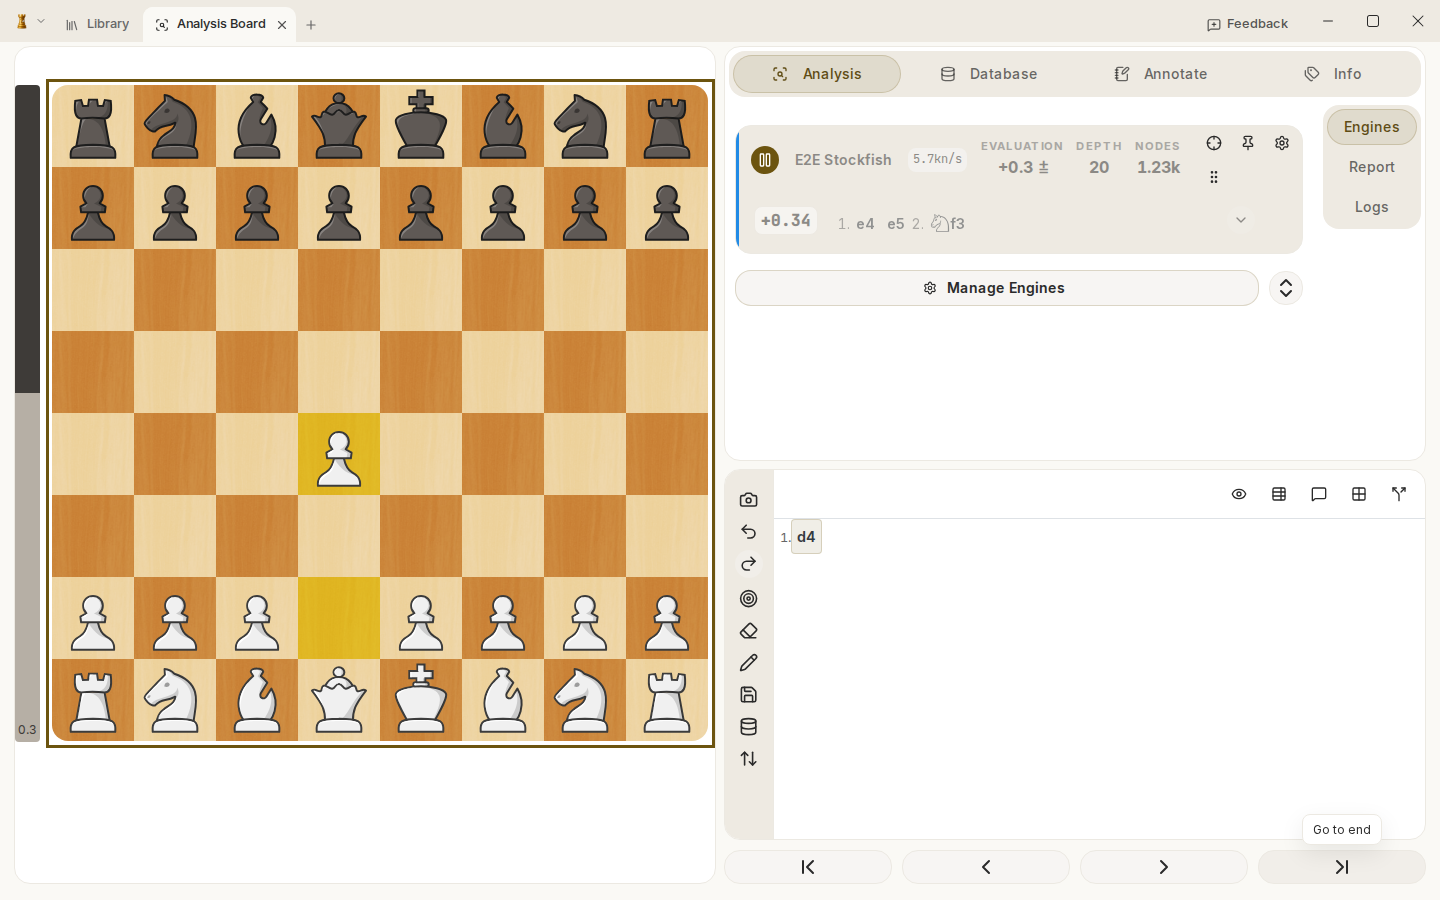 Library
Analysis Board
Feedback
Analysis
Database
Annotate
Info
E2E Stockfish
5.7kn/s
EVALUATION
+0.3 ±
DEPTH
20
NODES
1.23k
+0.34
1. e4 e5 2. ♘f3
Engines
Report
Logs
Manage Engines
0.3
1. d4
Go to end